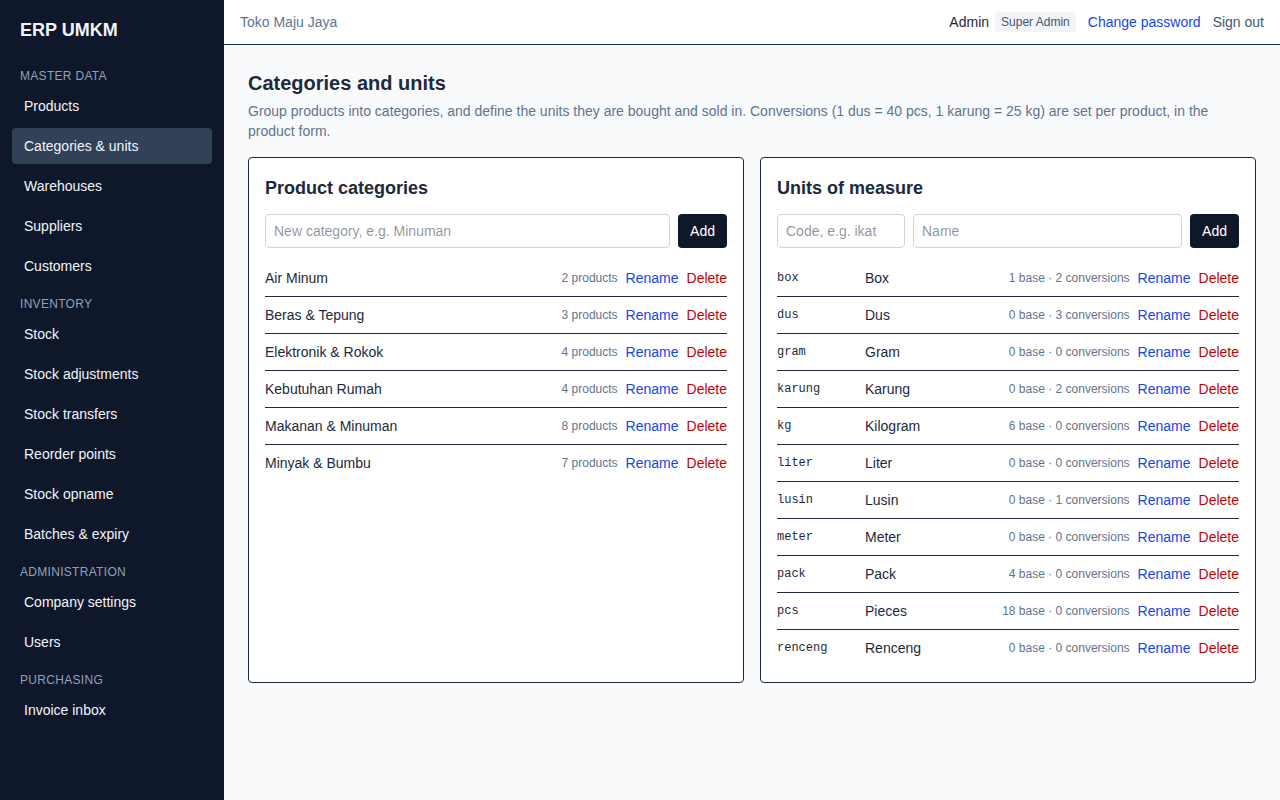 ERP UMKM
MASTER DATA
Products
Categories & units
Warehouses
Suppliers
Customers
INVENTORY
Stock
Stock adjustments
Stock transfers
Reorder points
Stock opname
Batches & expiry
ADMINISTRATION
Company settings
Users
PURCHASING
Invoice inbox
Toko Maju Jaya
Admin Super Admin Change password Sign out
Categories and units
Group products into categories, and define the units they are bought and sold in. Conversions (1 dus = 40 pcs, 1 karung = 25 kg) are set per product, in the
product form.
Product categories
New category, e.g. Minuman Add
Air Minum 2 products Rename Delete
Beras & Tepung 3 products Rename Delete
Elektronik & Rokok 4 products Rename Delete
Kebutuhan Rumah 4 products Rename Delete
Makanan & Minuman 8 products Rename Delete
Minyak & Bumbu 7 products Rename Delete
Units of measure
Code, e.g. ikat Name Add
box Box 1 base · 2 conversions Rename Delete
dus Dus 0 base · 3 conversions Rename Delete
gram Gram 0 base · 0 conversions Rename Delete
karung Karung 0 base · 2 conversions Rename Delete
kg Kilogram 6 base · 0 conversions Rename Delete
liter Liter 0 base · 0 conversions Rename Delete
lusin Lusin 0 base · 1 conversions Rename Delete
meter Meter 0 base · 0 conversions Rename Delete
pack Pack 4 base · 0 conversions Rename Delete
pcs Pieces 18 base · 0 conversions Rename Delete
renceng Renceng 0 base · 0 conversions Rename Delete